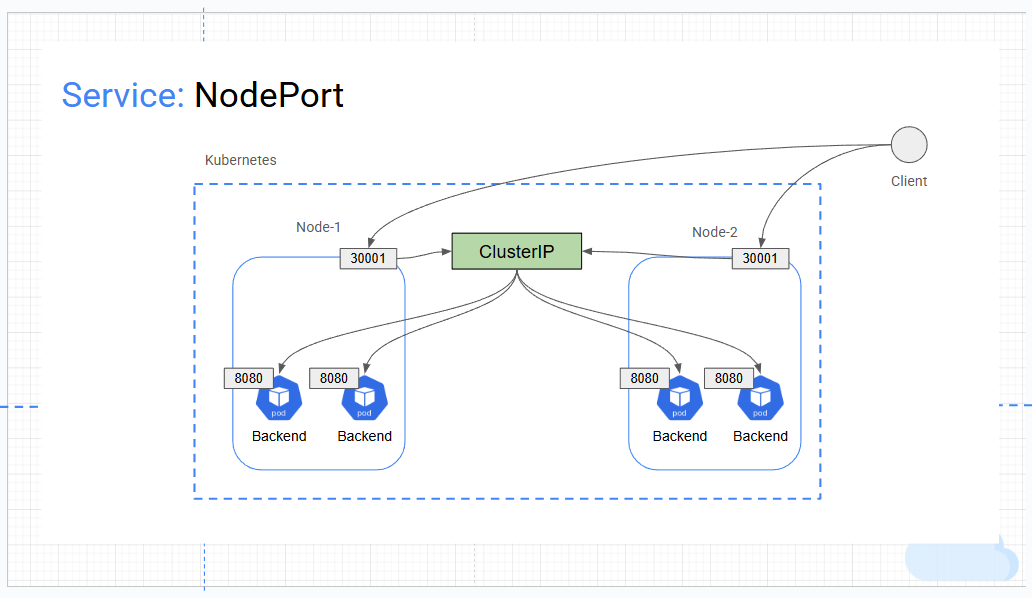 Service: NodePort
Kubernetes
Client
Node-1
Node-2
30001
ClusterIP
30001
8080
8080
8080
8080
pod
pod
pod
pod
Backend
Backend
Backend
Backend